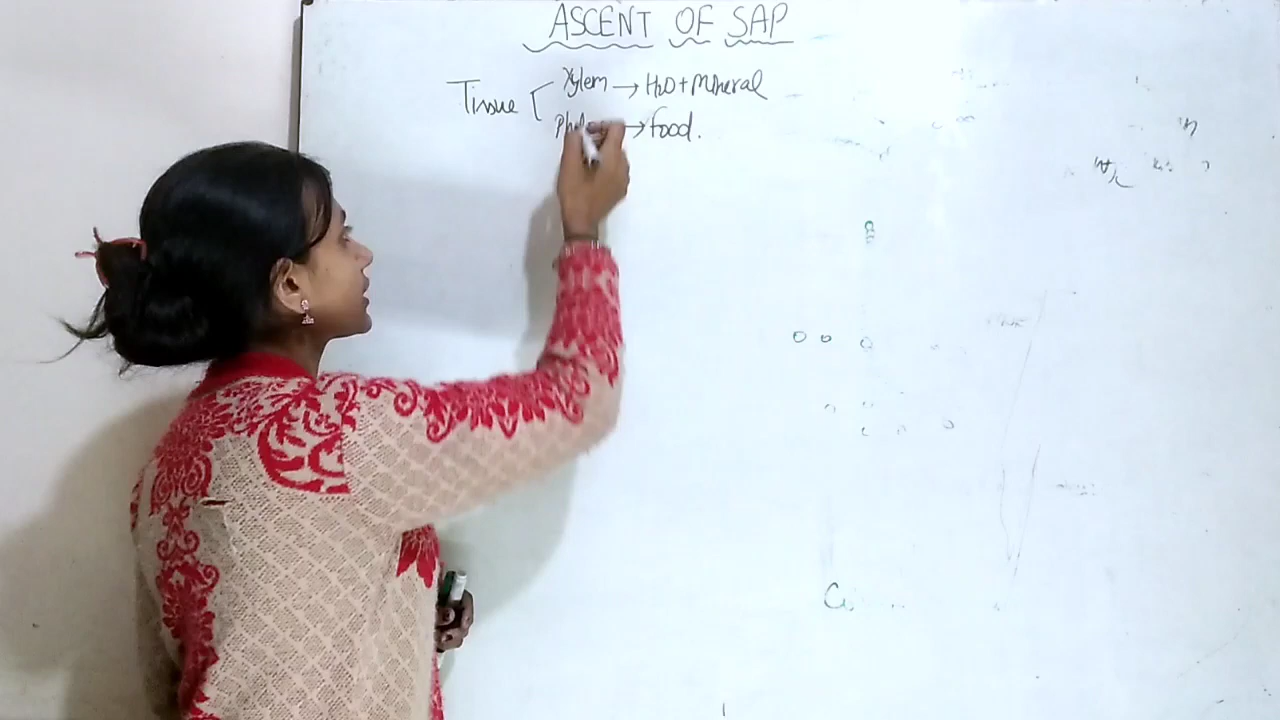 ASCENT OF SAP
Tissue [ Xylem → H2O + Mineral
→ food.